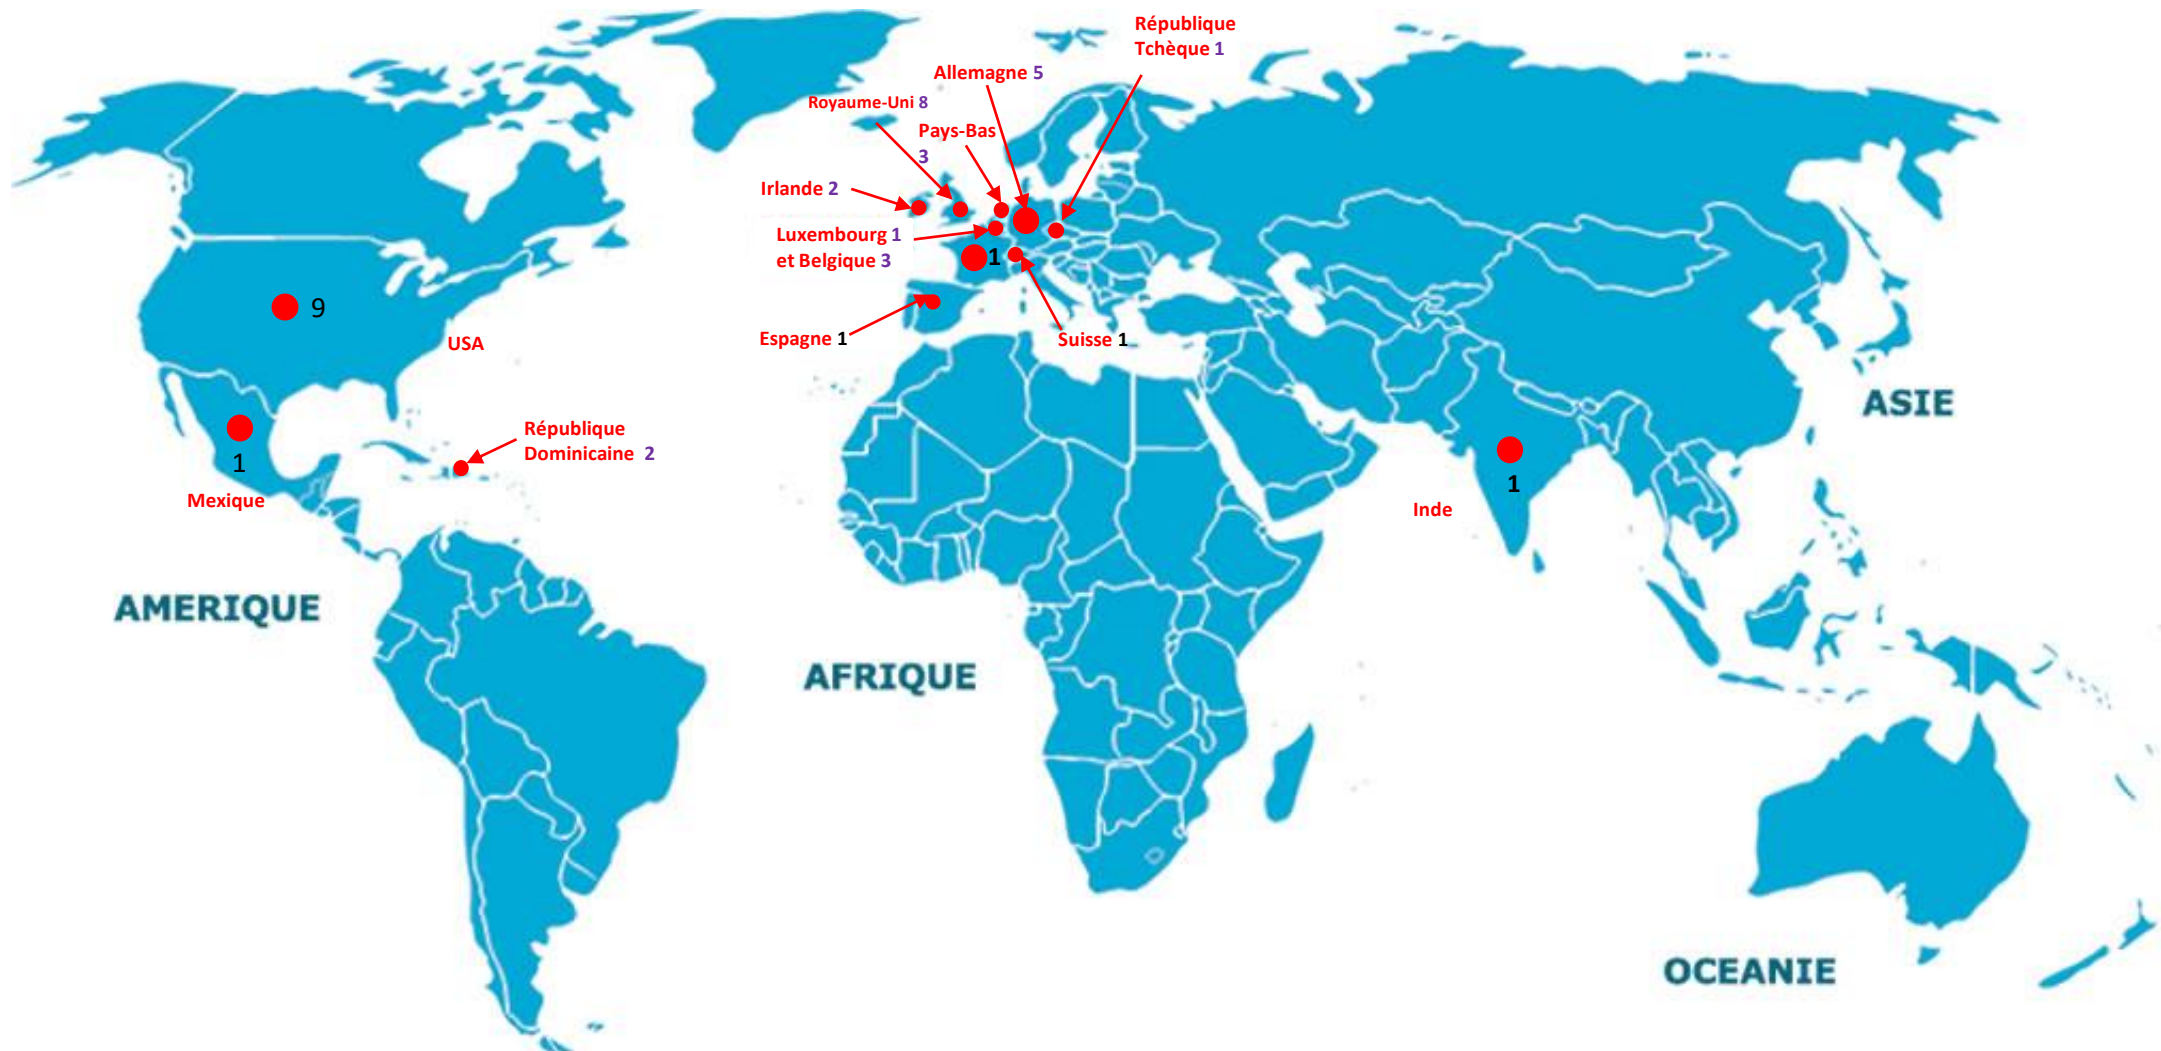 République
Tchèque 1
Allemagne 5
Royaume-Uni 8
Pays-Bas
3
Irlande 2
Luxembourg 1
et Belgique 3
1
9
USA
Espagne 1
Suisse 1
ASIE
République
Dominicaine 2
1
Mexique
1
Inde
AMERIQUE
AFRIQUE
OCEANIE